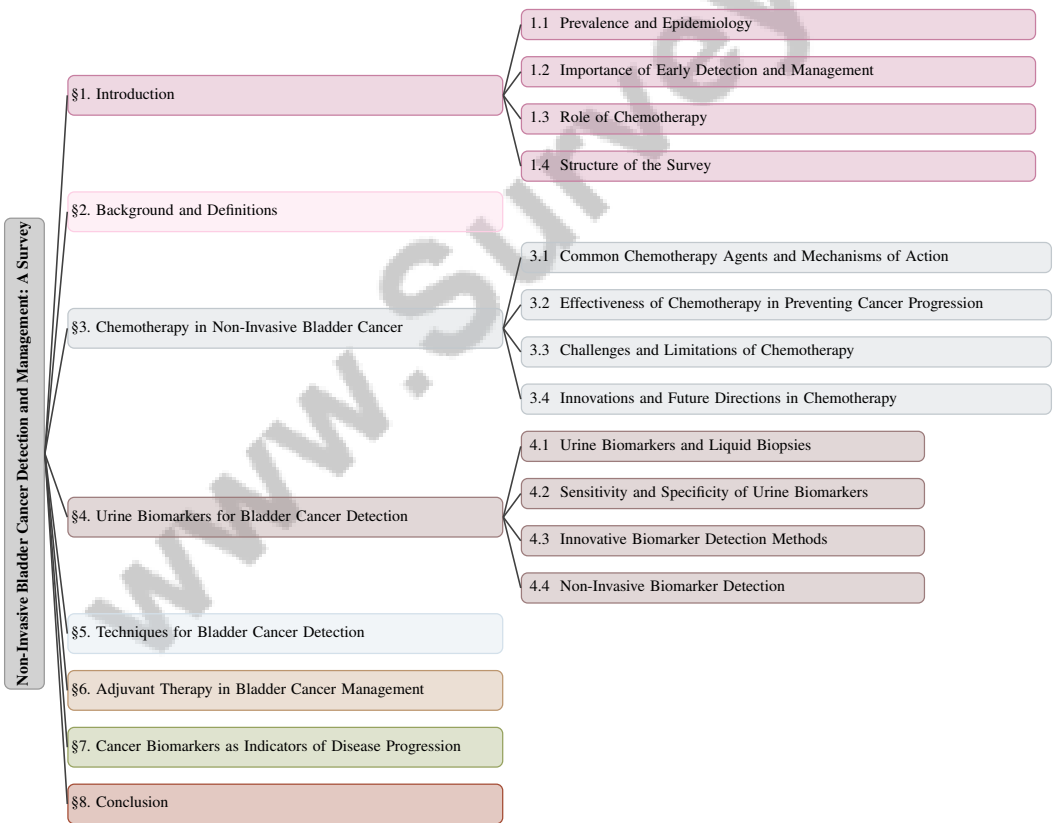 Non-Invasive Bladder Cancer Detection and Management: A Survey
§1. Introduction
1.1 Prevalence and Epidemiology
1.2 Importance of Early Detection and Management
1.3 Role of Chemotherapy
1.4 Structure of the Survey
§2. Background and Definitions
§3. Chemotherapy in Non-Invasive Bladder Cancer
3.1 Common Chemotherapy Agents and Mechanisms of Action
3.2 Effectiveness of Chemotherapy in Preventing Cancer Progression
3.3 Challenges and Limitations of Chemotherapy
3.4 Innovations and Future Directions in Chemotherapy
§4. Urine Biomarkers for Bladder Cancer Detection
4.1 Urine Biomarkers and Liquid Biopsies
4.2 Sensitivity and Specificity of Urine Biomarkers
4.3 Innovative Biomarker Detection Methods
4.4 Non-Invasive Biomarker Detection
§5. Techniques for Bladder Cancer Detection
§6. Adjuvant Therapy in Bladder Cancer Management
§7. Cancer Biomarkers as Indicators of Disease Progression
§8. Conclusion
www.Survey